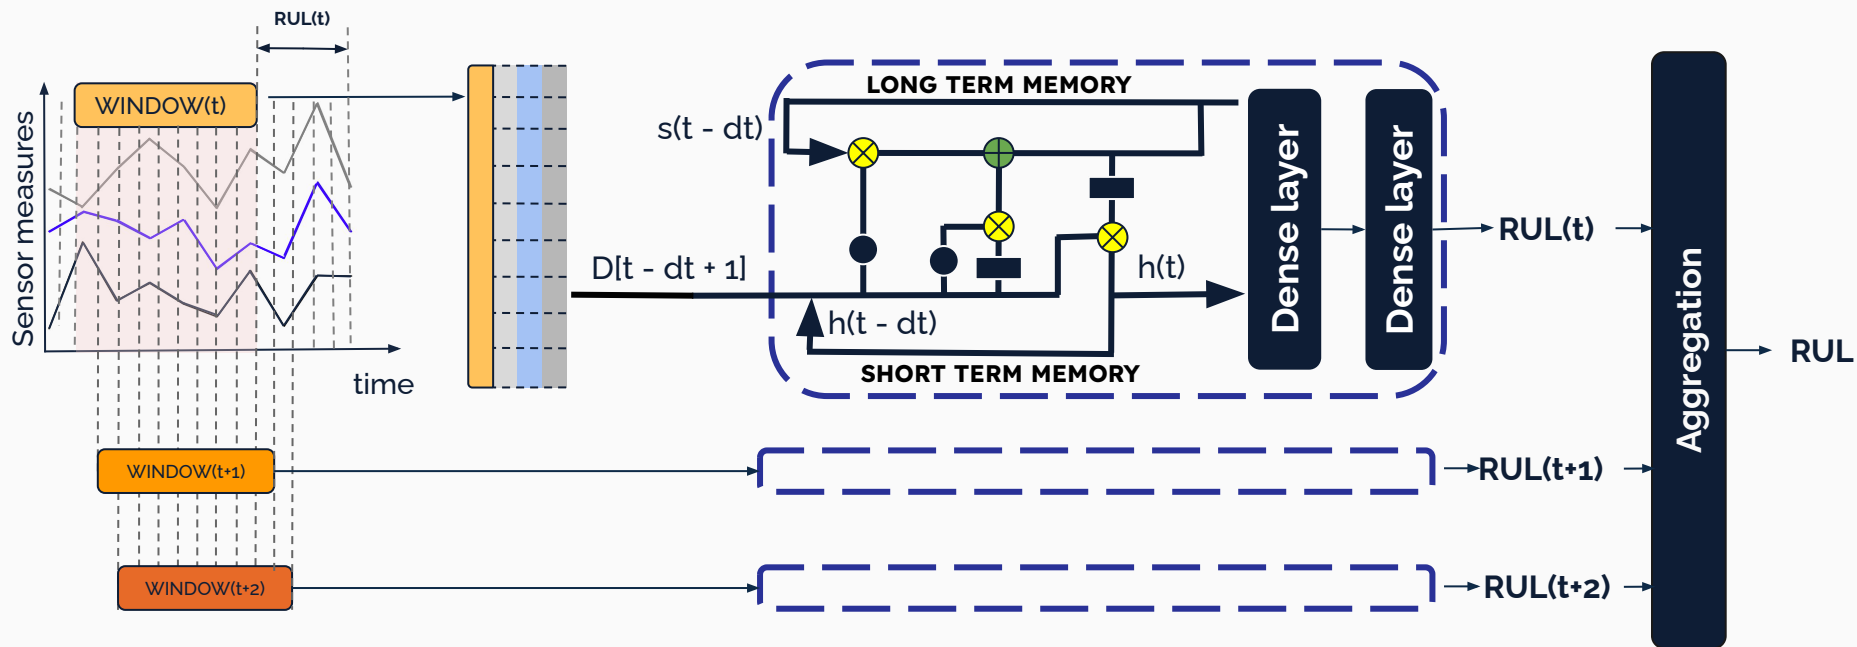 RUL(t)
WINDOW(t)
Sensor measures
time
WINDOW(t+1)
WINDOW(t+2)
D[t - dt + 1]
LONG TERM MEMORY
s(t - dt)
h(t)
h(t - dt)
SHORT TERM MEMORY
Dense layer
Dense layer
RUL(t)
RUL(t+1)
RUL(t+2)
Aggregation
RUL